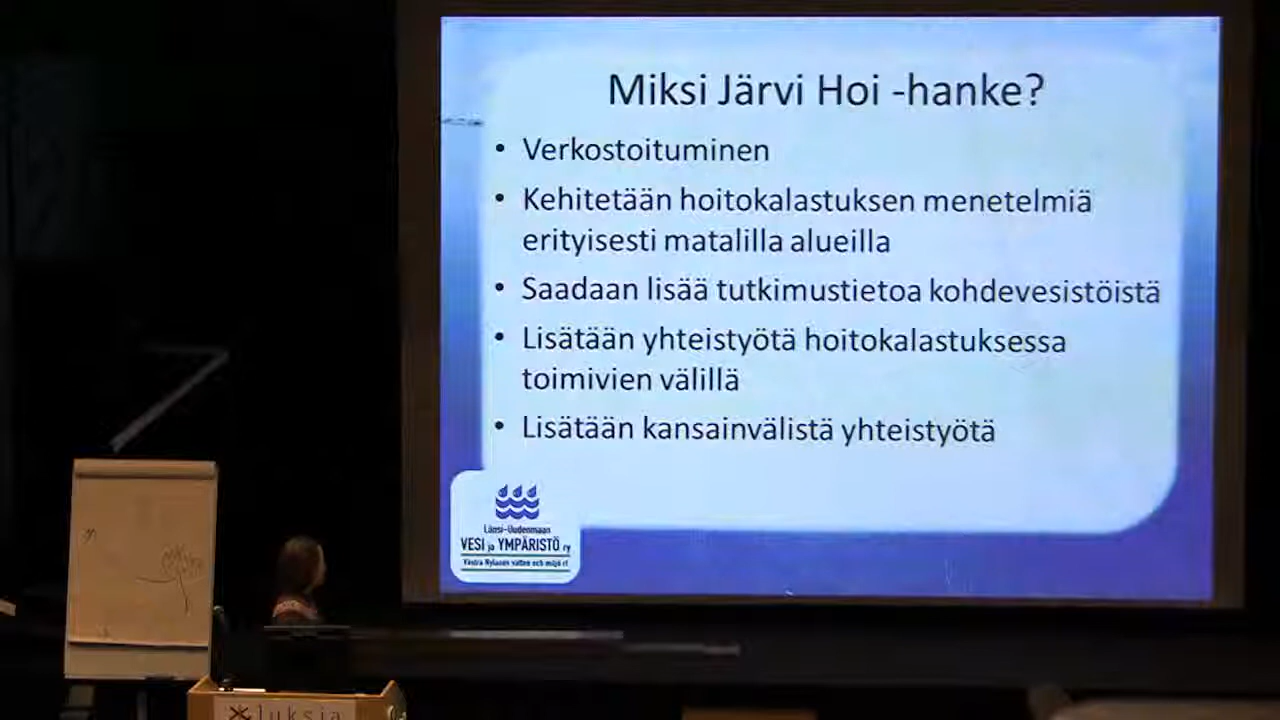 Miksi Järvi Hoi -hanke?
• Verkostoituminen
• Kehitetään hoitokalastuksen menetelmiä
erityisesti matalilla alueilla
• Saadaan lisää tutkimustietoa kohdevesistöistä
• Lisätään yhteistyötä hoitokalastuksessa
toimivien välillä
• Lisätään kansainvälistä yhteistyötä
Länsi-Uudenmaan
VESI ja YMPÄRISTÖ ry
Västra Nylands vatten och miljö rf
luksia